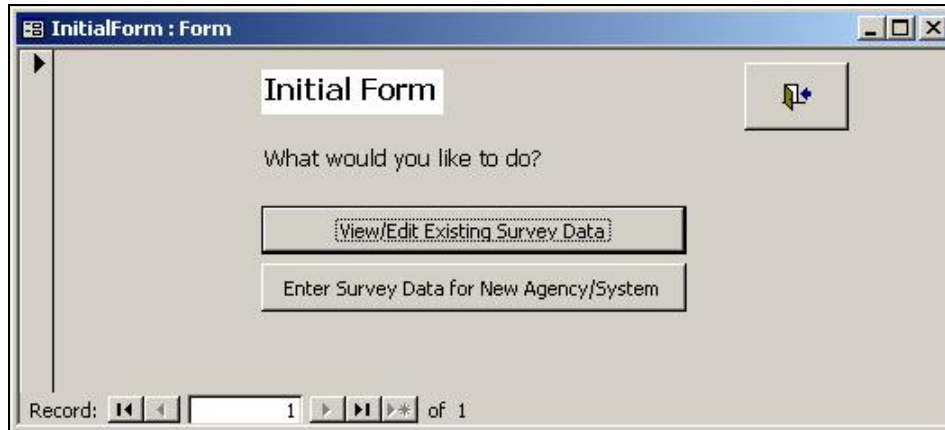 InitialForm : Form
Initial Form
What would you like to do?
View/Edit Existing Survey Data
Enter Survey Data for New Agency/System
Record: 1 of 1